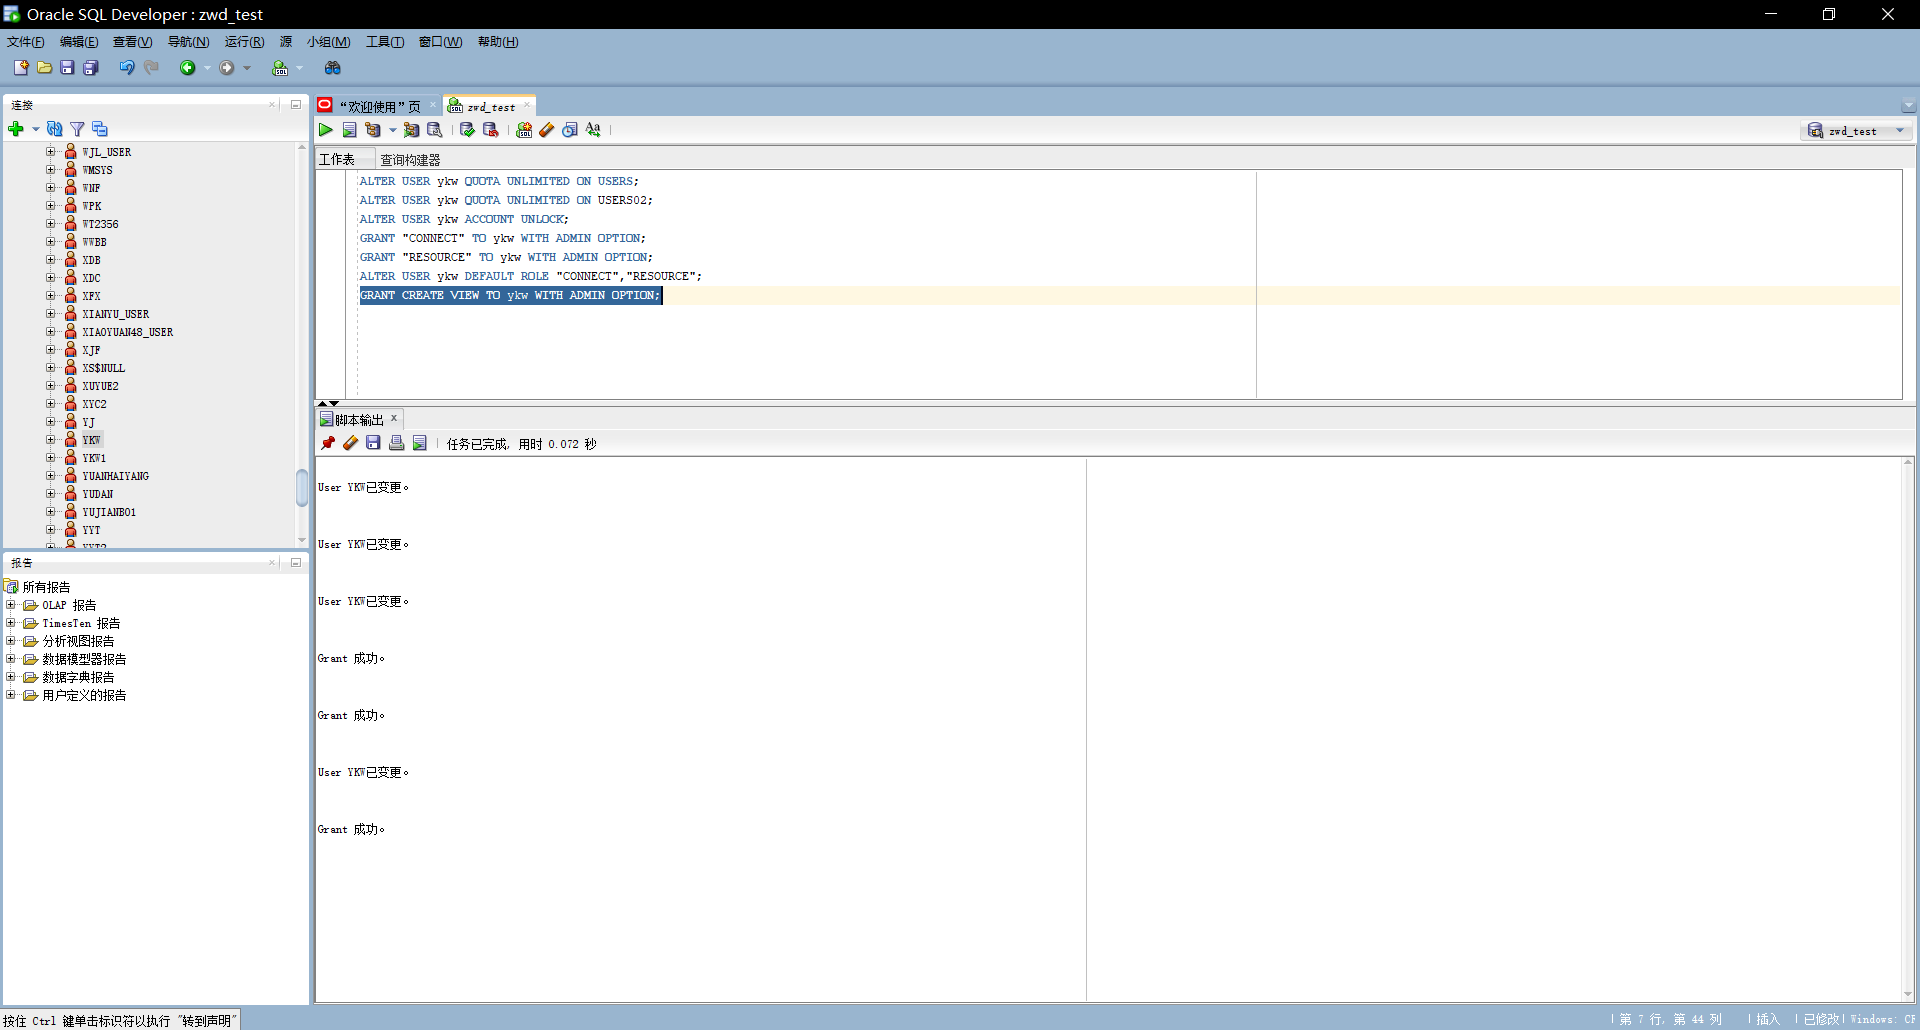 Oracle SQL Developer : zwd_test
文件(F) 编辑(E) 查看(V) 导航(N) 运行(R) 源 小组(M) 工具(T) 窗口(W) 帮助(H)
连接
WJL_USER
WMSYS
WNF
WPK
WT2356
WWBB
XDB
XDC
XFX
XIANYU_USER
XIAOYUAN48_USER
XJF
XS$NULL
XUYUE2
XYC2
YJ
YKW
YKW1
YUANHAIYANG
YUDAN
YUJIANBO1
YYT
报告
所有报告
OLAP 报告
TimesTen 报告
分析视图报告
数据模型器报告
数据字典报告
用户定义的报告
“欢迎使用”页 zwd_test
zwd_test
工作表 查询构建器
ALTER USER ykw QUOTA UNLIMITED ON USERS;
ALTER USER ykw QUOTA UNLIMITED ON USERS02;
ALTER USER ykw ACCOUNT UNLOCK;
GRANT "CONNECT" TO ykw WITH ADMIN OPTION;
GRANT "RESOURCE" TO ykw WITH ADMIN OPTION;
ALTER USER ykw DEFAULT ROLE "CONNECT","RESOURCE";
GRANT CREATE VIEW TO ykw WITH ADMIN OPTION;
脚本输出
任务已完成, 用时 0.072 秒
User YKW已变更。
User YKW已变更。
User YKW已变更。
Grant 成功。
Grant 成功。
User YKW已变更。
Grant 成功。
按住 Ctrl 键单击标识符以执行 "转到声明"
第 7 行, 第 44 列 插入 已修改 Windows: CF